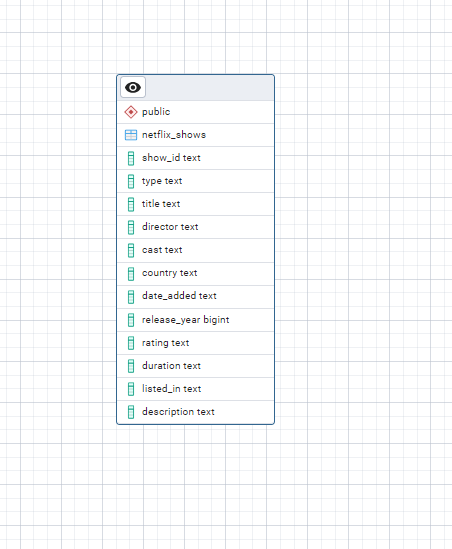 public
netflix_shows
show_id text
type text
title text
director text
cast text
country text
date_added text
release_year bigint
rating text
duration text
listed_in text
description text